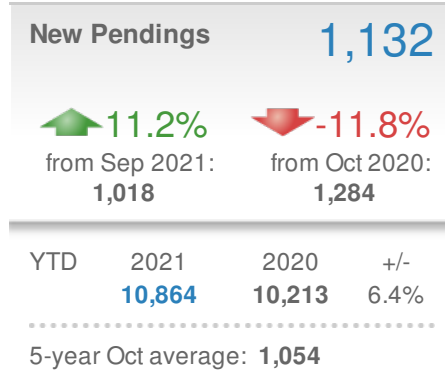 New Pendings 1,132
11.2% -11.8%
from Sep 2021: from Oct 2020:
1,018 1,284
YTD 2021 2020 +/-
10,864 10,213 6.4%
5-year Oct average: 1,054